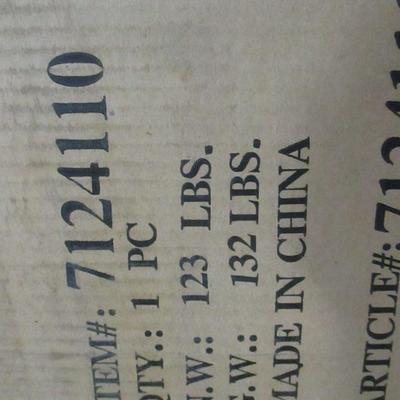 ITEM#: 7124110
QTY.: 1 PC
N.W.: 123 LBS.
G.W.: 132 LBS.
MADE IN CHINA
ARTICLE#: